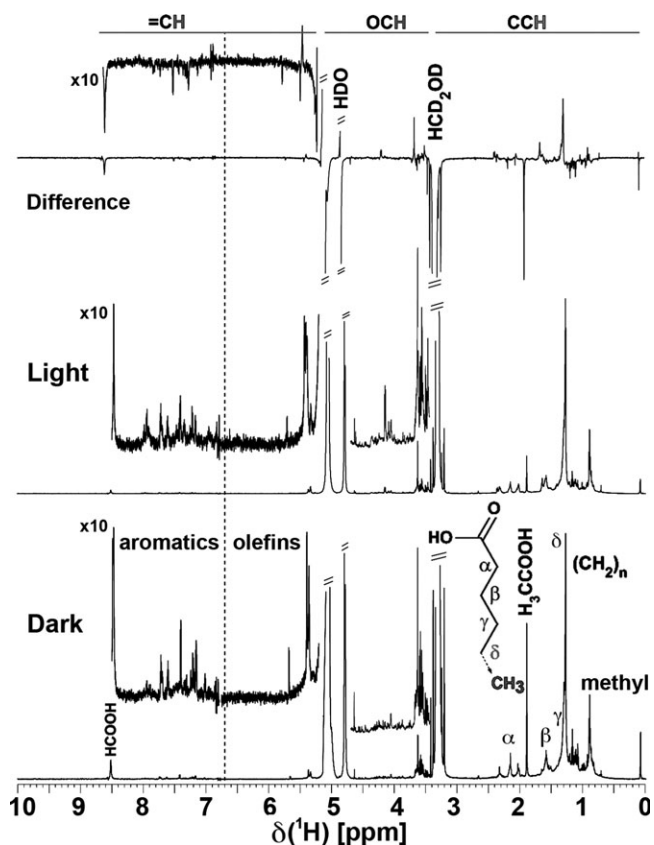 =CH OCH CCH
x10
HDO
HCD2OD
Difference
x10
Light
x10
aromatics olefins
Dark
HCOOH
O
HO
α
β
γ
δ
CH3
H3CCOOH
δ
(CH2)n
methyl
α β γ
10 9 8 7 6 5 4 3 2 1 0
δ(1H) [ppm]